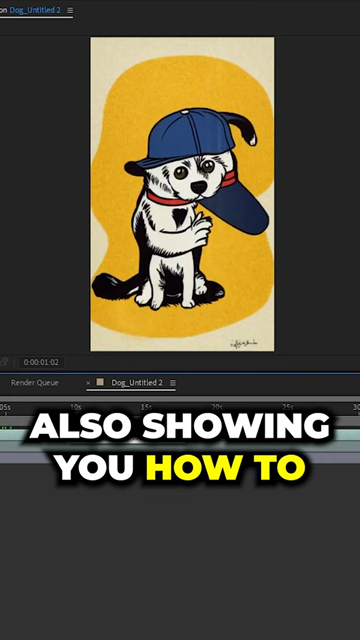 on Dog_Untitled 2
0:00:01:02
Render Queue
Dog_Untitled 2
05s 10s 15s 20s 25s 30
ALSO SHOWING
YOU HOW TO